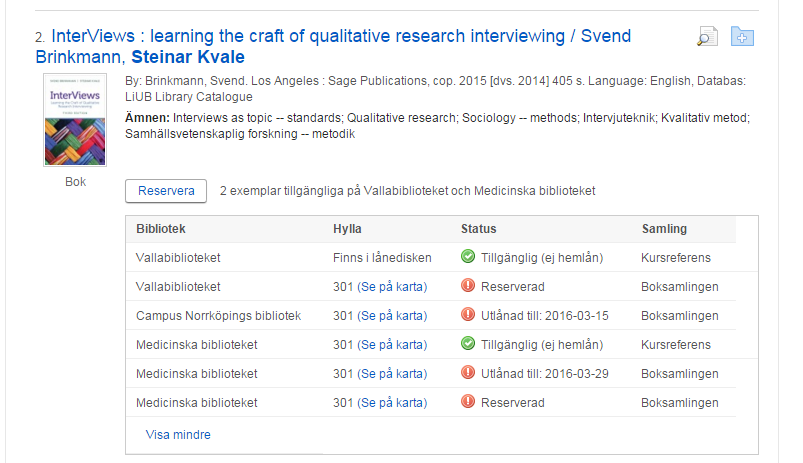 2. InterViews : learning the craft of qualitative research interviewing / Svend
Brinkmann, Steinar Kvale
By: Brinkmann, Svend. Los Angeles : Sage Publications, cop. 2015 [dvs. 2014] 405 s. Language: English, Databas:
LiUB Library Catalogue
Ämnen: Interviews as topic -- standards; Qualitative research; Sociology -- methods; Intervjuteknik; Kvalitativ metod;
Samhällsvetenskaplig forskning -- metodik
InterViews
Bok
Reservera 2 exemplar tillgängliga på Vallabiblioteket och Medicinska biblioteket
Bibliotek Hylla Status Samling
Vallabiblioteket Finns i lånedisken Tillgänglig (ej hemlån) Kursreferens
Vallabiblioteket 301 (Se på karta) Reserverad Boksamlingen
Campus Norrköpings bibliotek 301 (Se på karta) Utlånad till: 2016-03-15 Boksamlingen
Medicinska biblioteket 301 (Se på karta) Tillgänglig (ej hemlån) Kursreferens
Medicinska biblioteket 301 (Se på karta) Utlånad till: 2016-03-29 Boksamlingen
Medicinska biblioteket 301 (Se på karta) Reserverad Boksamlingen
Visa mindre